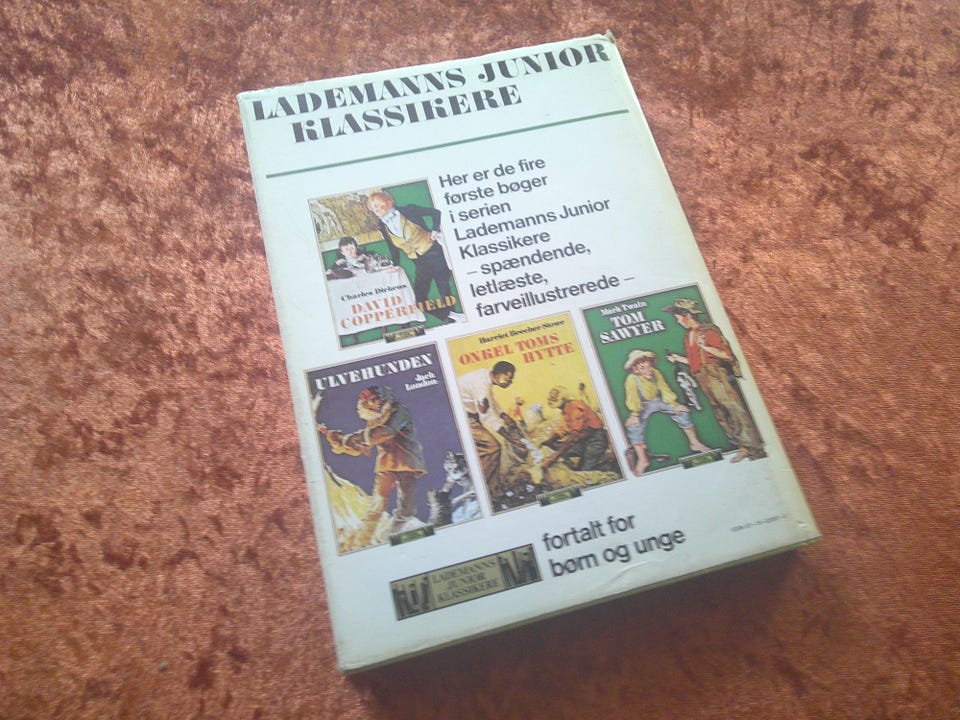 LADEMANNS JUNIOR
KLASSIKERE
Her er de fire
første bøger
i serien
Lademanns Junior
Klassikere
– spændende,
letlæste,
farveillustrerede –
Charles Dickens
DAVID
COPPERFIELD
ULVEHUNDEN
Jack
London
Harriet Beecher Stowe
ONKEL TOMS
HYTTE
Mark Twain
TOM
SAWYER
fortalt for
børn og unge
LADEMANNS
JUNIOR
KLASSIKERE